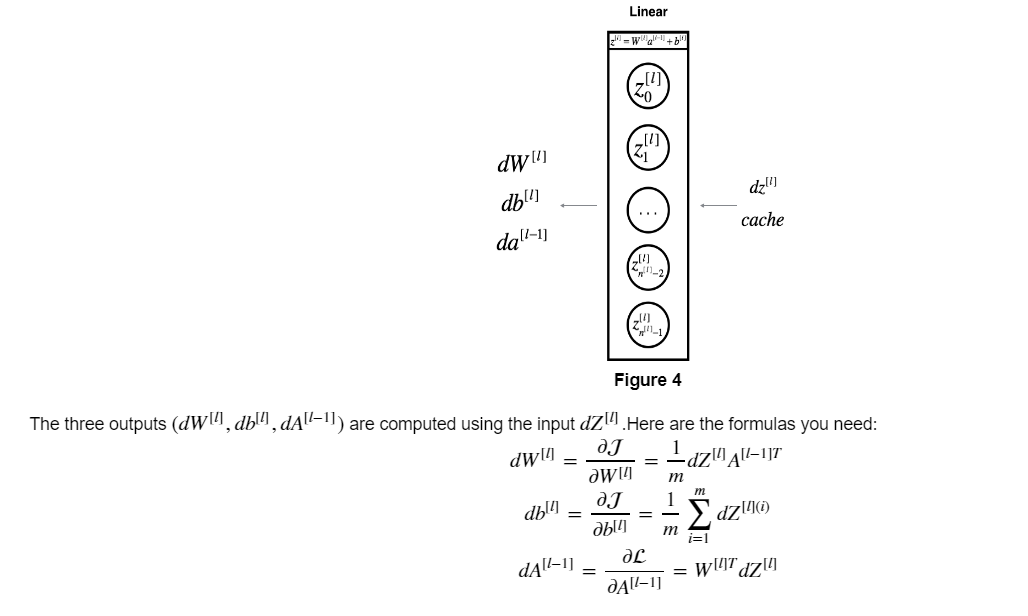 Linear
z^{[l]} = W^{[l]}a^{[l-1]} + b^{[l]}
z_0^{[l]}
z_1^{[l]}
dW^{[l]}
dz^{[l]}
db^{[l]}
...
cache
da^{[l-1]}
z_{n^{[l]}-2}^{[l]}
z_{n^{[l]}-1}^{[l]}
Figure 4
The three outputs (dW^{[l]}, db^{[l]}, dA^{[l-1]}) are computed using the input dZ^{[l]}.Here are the formulas you need:
dW^{[l]} = ∂𝒥/∂W^{[l]} = 1/m dZ^{[l]} A^{[l-1]T}
db^{[l]} = ∂𝒥/∂b^{[l]} = 1/m ∑_{i=1}^{m} dZ^{[l](i)}
dA^{[l-1]} = ∂ℒ/∂A^{[l-1]} = W^{[l]T} dZ^{[l]}